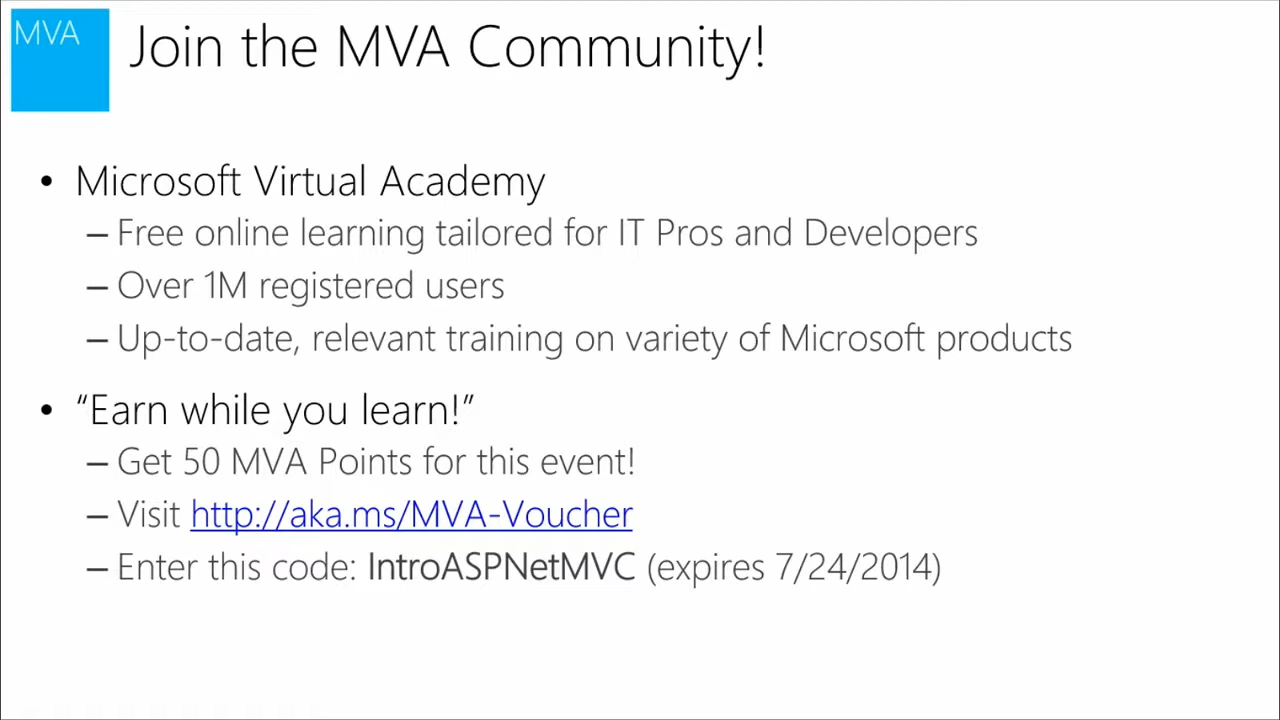 MVA
Join the MVA Community!
• Microsoft Virtual Academy
– Free online learning tailored for IT Pros and Developers
– Over 1M registered users
– Up-to-date, relevant training on variety of Microsoft products
• “Earn while you learn!”
– Get 50 MVA Points for this event!
– Visit http://aka.ms/MVA-Voucher
– Enter this code: IntroASPNetMVC (expires 7/24/2014)